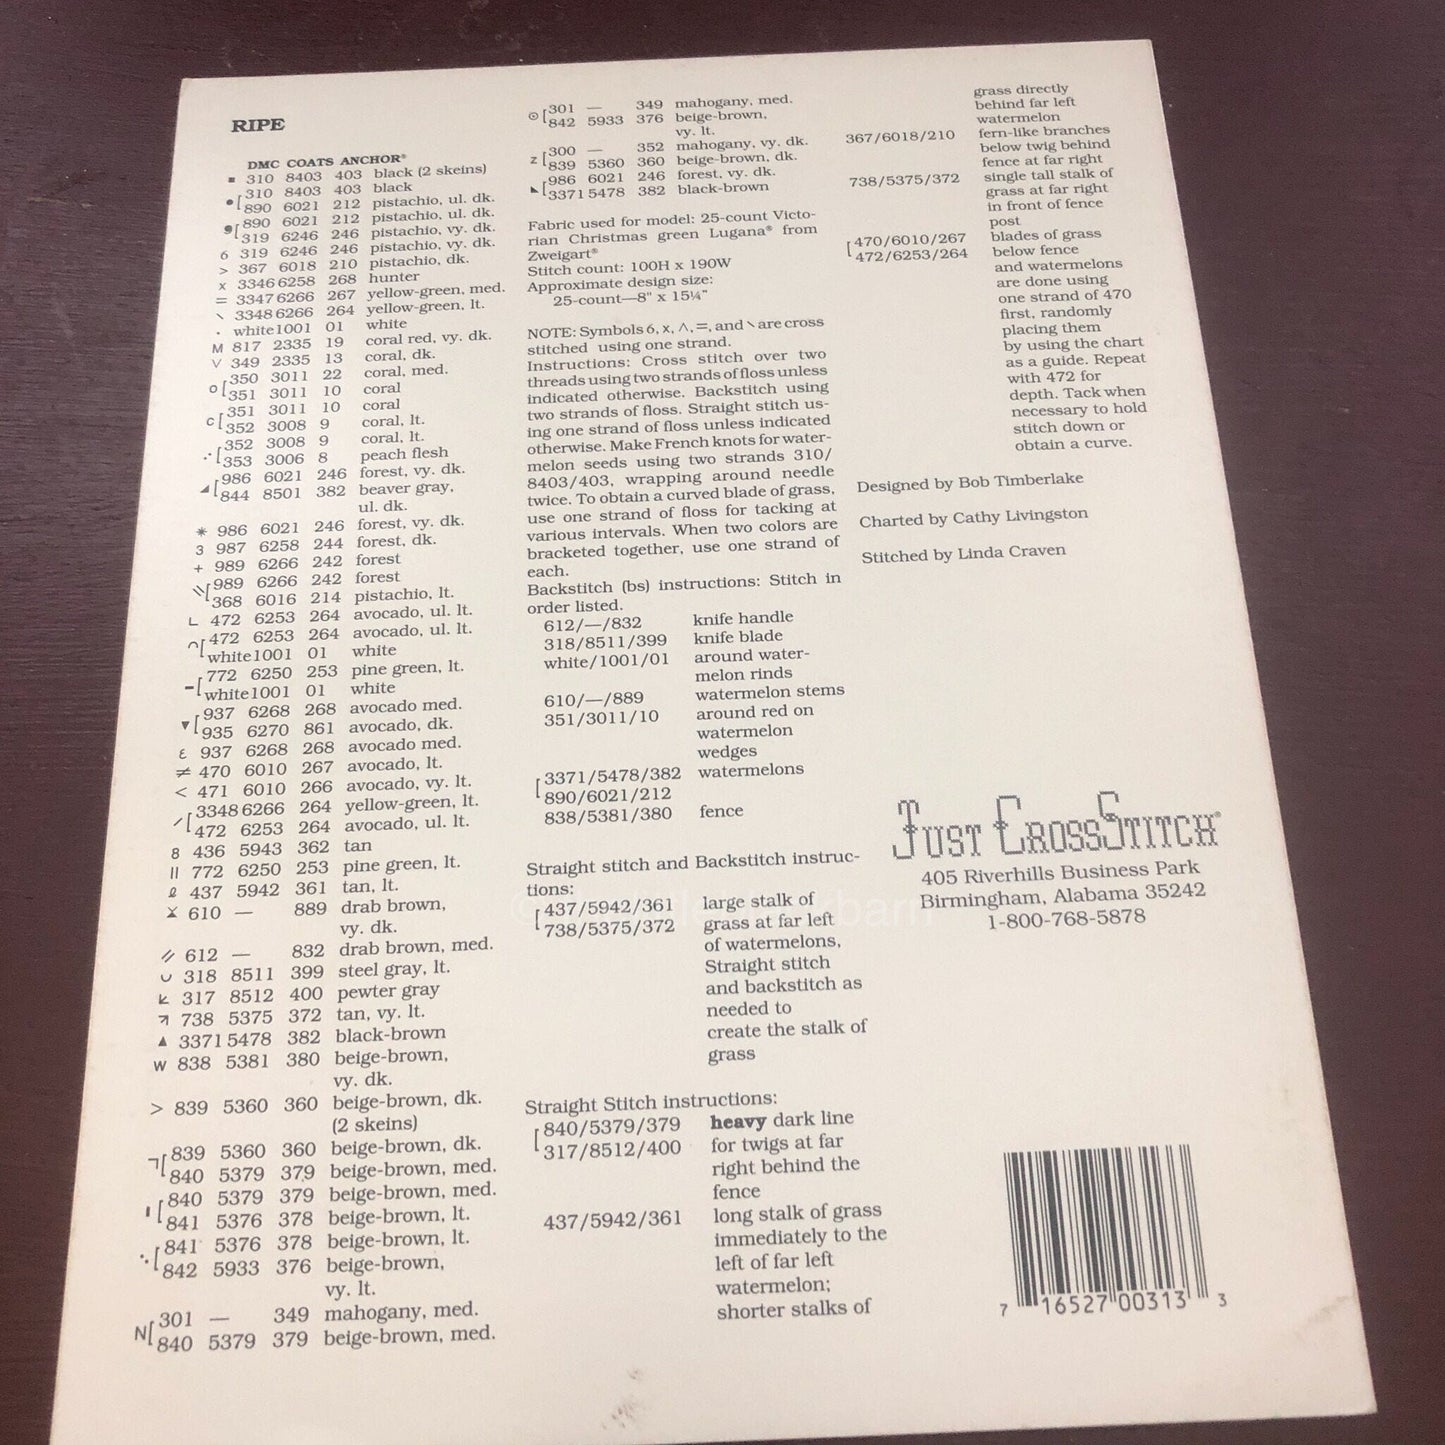 RIPE
DMC COATS ANCHOR®
■ 310 8403 403 black (2 skeins)
●[310 8403 403 black
890 6021 212 pistachio, ul. dk.
[890 6021 212 pistachio, ul. dk.
319 6246 246 pistachio, vy. dk.
6 319 6246 246 pistachio, vy. dk.
> 367 6018 210 pistachio, dk.
x 3346 6258 268 hunter
= 3347 6266 267 yellow-green, med.
\ 3348 6266 264 yellow-green, lt.
· white 1001 01 white
M 817 2335 19 coral red, vy. dk.
V 349 2335 13 coral, dk.
o[350 3011 22 coral, med.
351 3011 10 coral
c[351 3011 10 coral
352 3008 9 coral, lt.
[352 3008 9 coral, lt.
353 3006 8 peach flesh
◢[986 6021 246 forest, vy. dk.
844 8501 382 beaver gray,
ul. dk.
* 986 6021 246 forest, vy. dk.
3 987 6258 244 forest, dk.
+ 989 6266 242 forest
\\[989 6266 242 forest
368 6016 214 pistachio, lt.
L 472 6253 264 avocado, ul. lt.
[472 6253 264 avocado, ul. lt.
white 1001 01 white
-[772 6250 253 pine green, lt.
white 1001 01 white
▼[937 6268 268 avocado med.
935 6270 861 avocado, dk.
ε 937 6268 268 avocado med.
≠ 470 6010 267 avocado, lt.
< 471 6010 266 avocado, vy. lt.
/[3348 6266 264 yellow-green, lt.
472 6253 264 avocado, ul. lt.
8 436 5943 362 tan
|| 772 6250 253 pine green, lt.
437 5942 361 tan, lt.
610 — 889 drab brown,
vy. dk.
// 612 — 832 drab brown, med.
∪ 318 8511 399 steel gray, lt.
317 8512 400 pewter gray
738 5375 372 tan, vy. lt.
▲ 3371 5478 382 black-brown
W 838 5381 380 beige-brown,
vy. dk.
> 839 5360 360 beige-brown, dk.
(2 skeins)
¬[839 5360 360 beige-brown, dk.
840 5379 379 beige-brown, med.
[840 5379 379 beige-brown, med.
841 5376 378 beige-brown, lt.
[841 5376 378 beige-brown, lt.
842 5933 376 beige-brown,
vy. lt.
N[301 — 349 mahogany, med.
840 5379 379 beige-brown, med.
⊙[301 — 349 mahogany, med.
842 5933 376 beige-brown,
vy. lt.
z[300 — 352 mahogany, vy. dk.
839 5360 360 beige-brown, dk.
◣[986 6021 246 forest, vy. dk.
3371 5478 382 black-brown
Fabric used for model: 25-count Victo-
rian Christmas green Lugana® from
Zweigart®
Stitch count: 100H x 190W
Approximate design size:
25-count—8" x 15¼"
NOTE: Symbols 6, x, ^, =, and \ are cross
stitched using one strand.
Instructions: Cross stitch over two
threads using two strands of floss unless
indicated otherwise. Backstitch using
two strands of floss. Straight stitch us-
ing one strand of floss unless indicated
otherwise. Make French knots for water-
melon seeds using two strands 310/
8403/403, wrapping around needle
twice. To obtain a curved blade of grass,
use one strand of floss for tacking at
various intervals. When two colors are
bracketed together, use one strand of
each.
Backstitch (bs) instructions: Stitch in
order listed.
612/—/832 knife handle
318/8511/399 knife blade
white/1001/01 around water-
melon rinds
610/—/889 watermelon stems
351/3011/10 around red on
watermelon
wedges
[3371/5478/382 watermelons
890/6021/212
838/5381/380 fence
Straight stitch and Backstitch instruc-
tions:
[437/5942/361 large stalk of
738/5375/372 grass at far left
of watermelons,
Straight stitch
and backstitch as
needed to
create the stalk of
grass
Straight Stitch instructions:
[840/5379/379 heavy dark line
317/8512/400 for twigs at far
right behind the
fence
437/5942/361 long stalk of grass
immediately to the
left of far left
watermelon;
shorter stalks of
grass directly
behind far left
watermelon
367/6018/210 fern-like branches
below twig behind
fence at far right
738/5375/372 single tall stalk of
grass at far right
in front of fence
post
[470/6010/267 blades of grass
472/6253/264 below fence
and watermelons
are done using
one strand of 470
first, randomly
placing them
by using the chart
as a guide. Repeat
with 472 for
depth. Tack when
necessary to hold
stitch down or
obtain a curve.
Designed by Bob Timberlake
Charted by Cathy Livingston
Stitched by Linda Craven
JUST CROSSSTITCH®
405 Riverhills Business Park
Birmingham, Alabama 35242
1-800-768-5878
7 16527 00313 3